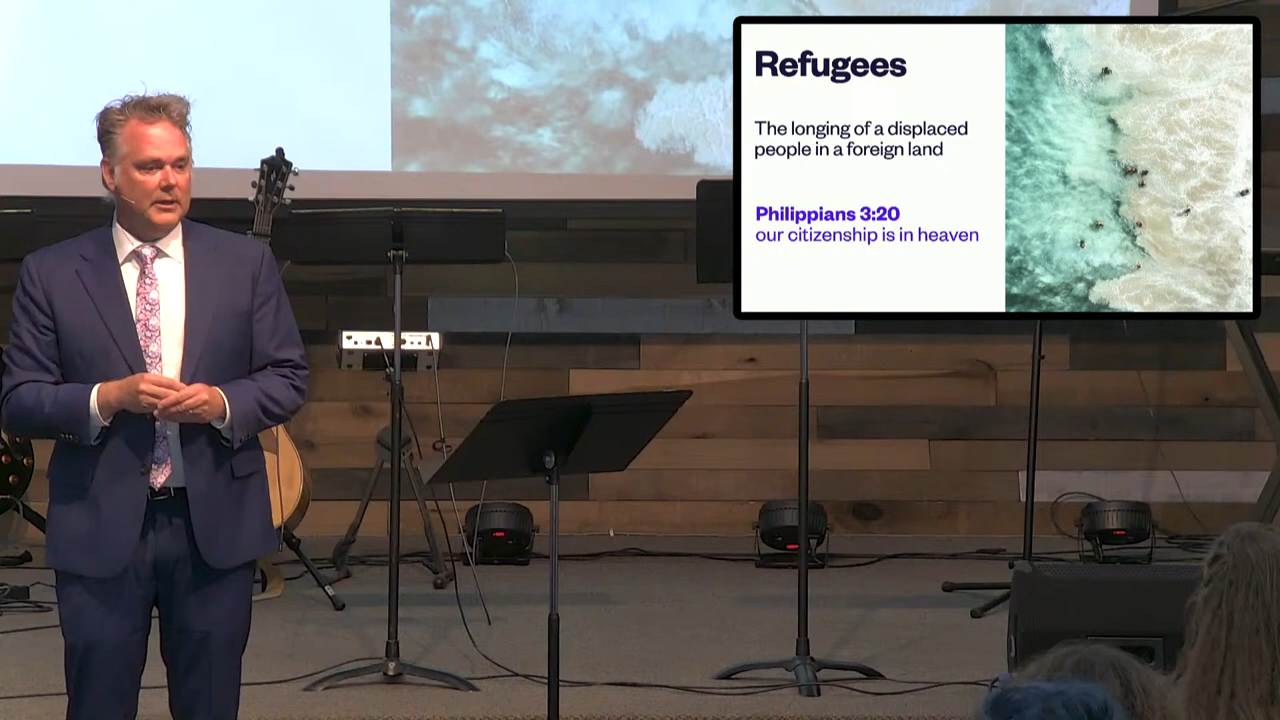 Refugees
The longing of a displaced
people in a foreign land
Philippians 3:20
our citizenship is in heaven